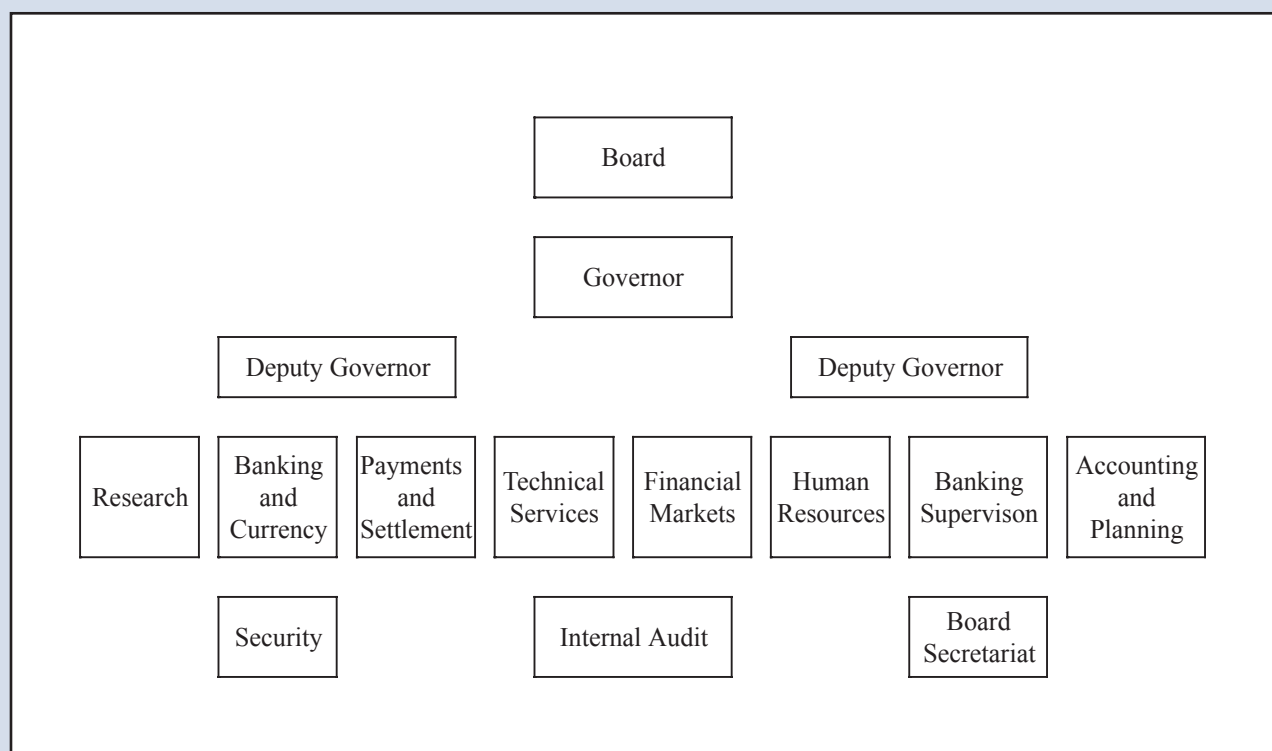 Board
Governor
Deputy Governor
Deputy Governor
Research
Banking
and
Currency
Payments
and
Settlement
Technical
Services
Financial
Markets
Human
Resources
Banking
Supervison
Accounting
and
Planning
Security
Internal Audit
Board
Secretariat